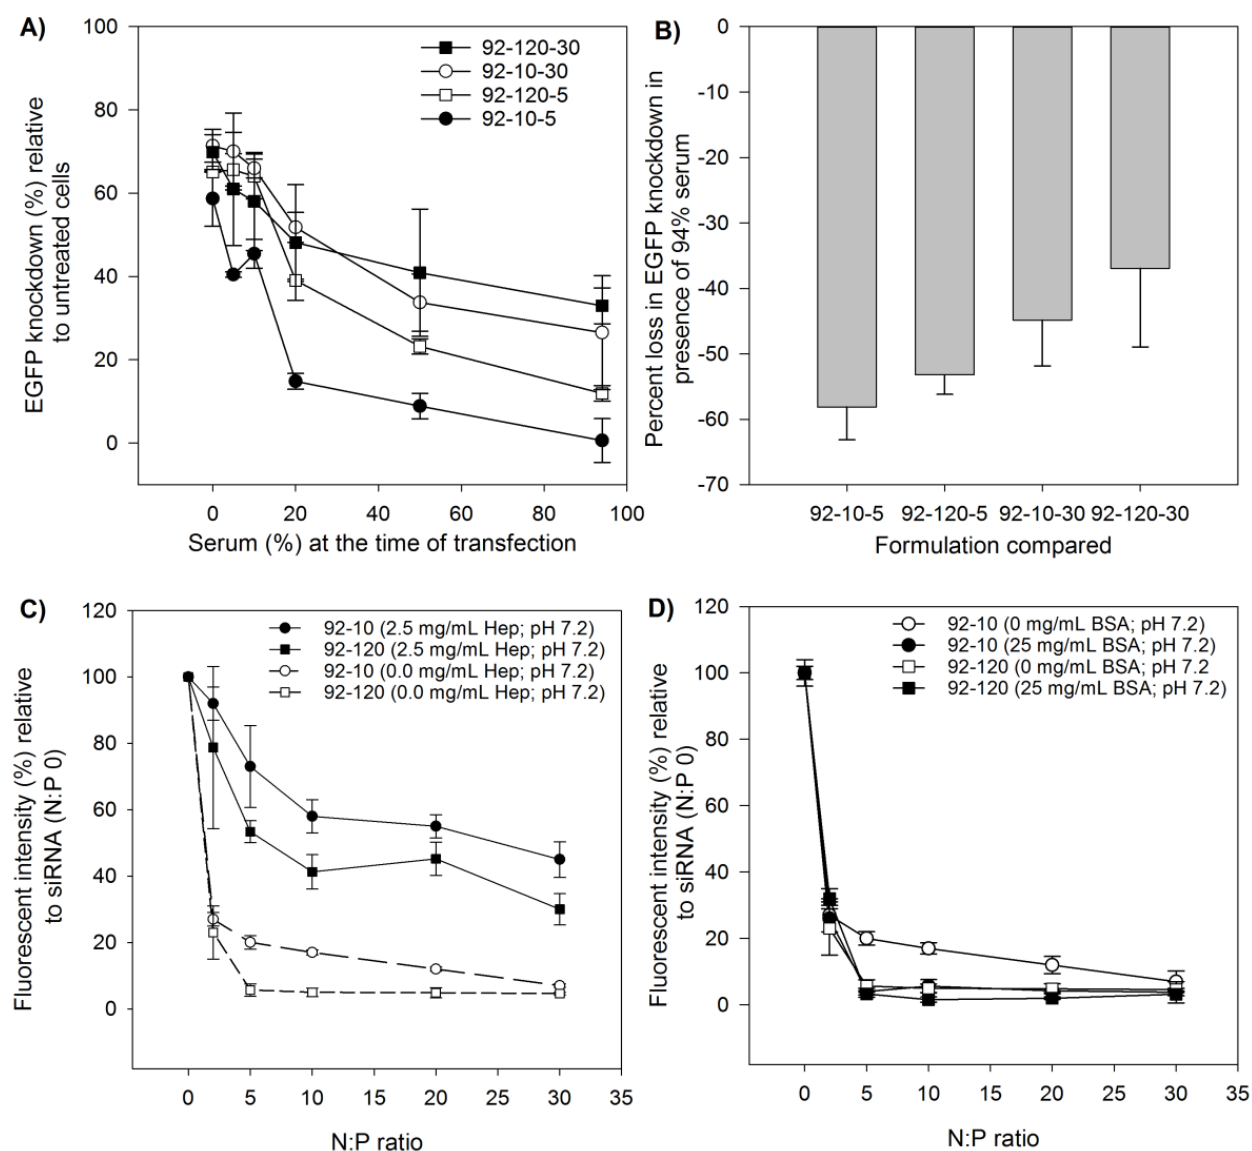 A)
92-120-30
92-10-30
92-120-5
92-10-5
EGFP knockdown (%) relative
to untreated cells
100
80
60
40
20
0
0 20 40 60 80 100
Serum (%) at the time of transfection
B)
Percent loss in EGFP knockdown in
presence of 94% serum
0
-10
-20
-30
-40
-50
-60
-70
92-10-5 92-120-5 92-10-30 92-120-30
Formulation compared
C)
92-10 (2.5 mg/mL Hep; pH 7.2)
92-120 (2.5 mg/mL Hep; pH 7.2)
92-10 (0.0 mg/mL Hep; pH 7.2)
92-120 (0.0 mg/mL Hep; pH 7.2)
Fluorescent intensity (%) relative
to siRNA (N:P 0)
120
100
80
60
40
20
0
0 5 10 15 20 25 30 35
N:P ratio
D)
92-10 (0 mg/mL BSA; pH 7.2)
92-10 (25 mg/mL BSA; pH 7.2)
92-120 (0 mg/mL BSA; pH 7.2
92-120 (25 mg/mL BSA; pH 7.2)
Fluorescent intensity (%) relative
to siRNA (N:P 0)
120
100
80
60
40
20
0
0 5 10 15 20 25 30 35
N:P ratio